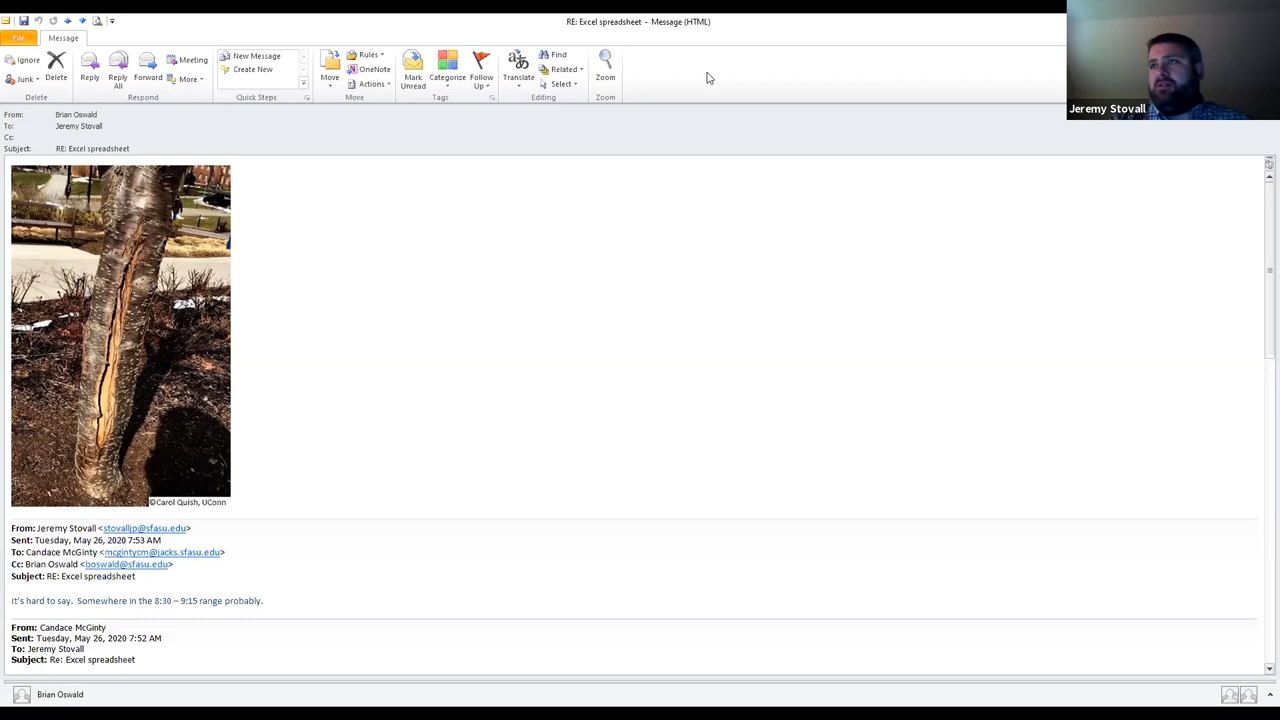 RE: Excel spreadsheet - Message (HTML)
File Message
Ignore
Junk
Delete
Delete
Reply
Reply All
Forward
Meeting
More
Respond
New Message
Create New
Quick Steps
Move
Rules
OneNote
Actions
Move
Mark Unread
Categorize
Follow Up
Tags
Translate
Find
Related
Select
Editing
Zoom
Zoom
Jeremy Stovall
From: Brian Oswald
To: Jeremy Stovall
Cc:
Subject: RE: Excel spreadsheet
©Carol Quish, UConn
From: Jeremy Stovall <stovalljp@sfasu.edu>
Sent: Tuesday, May 26, 2020 7:53 AM
To: Candace McGinty <mcgintycm@jacks.sfasu.edu>
Cc: Brian Oswald <boswald@sfasu.edu>
Subject: RE: Excel spreadsheet
It's hard to say. Somewhere in the 8:30 – 9:15 range probably.
From: Candace McGinty
Sent: Tuesday, May 26, 2020 7:52 AM
To: Jeremy Stovall
Subject: Re: Excel spreadsheet
Brian Oswald